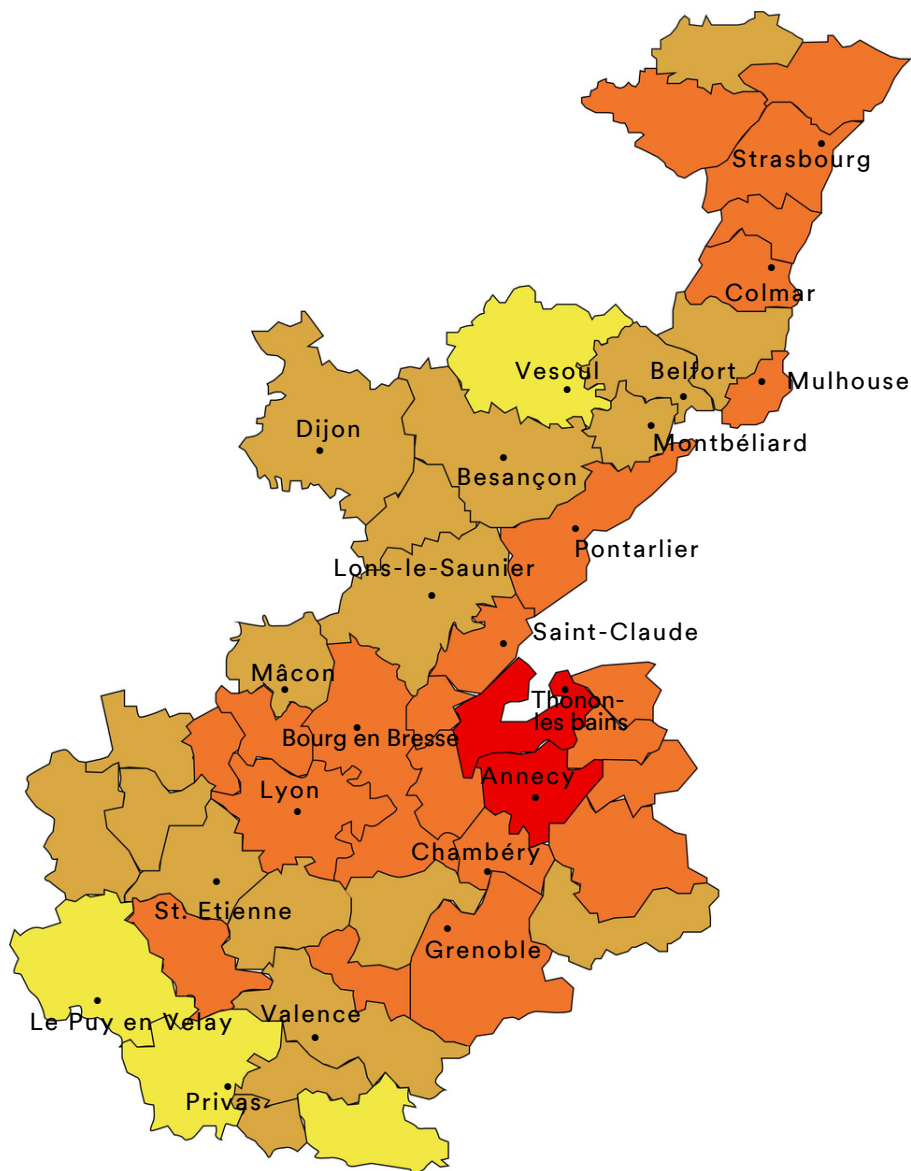 Strasbourg
Colmar
Vesoul
Belfort
Mulhouse
Dijon
Montbéliard
Besançon
Pontarlier
Lons-le-Saunier
Saint-Claude
Mâcon
Thonon-
les bains
Bourg en Bresse
Annecy
Lyon
Chambéry
St. Etienne
Grenoble
Valence
Le Puy en Velay
Privas